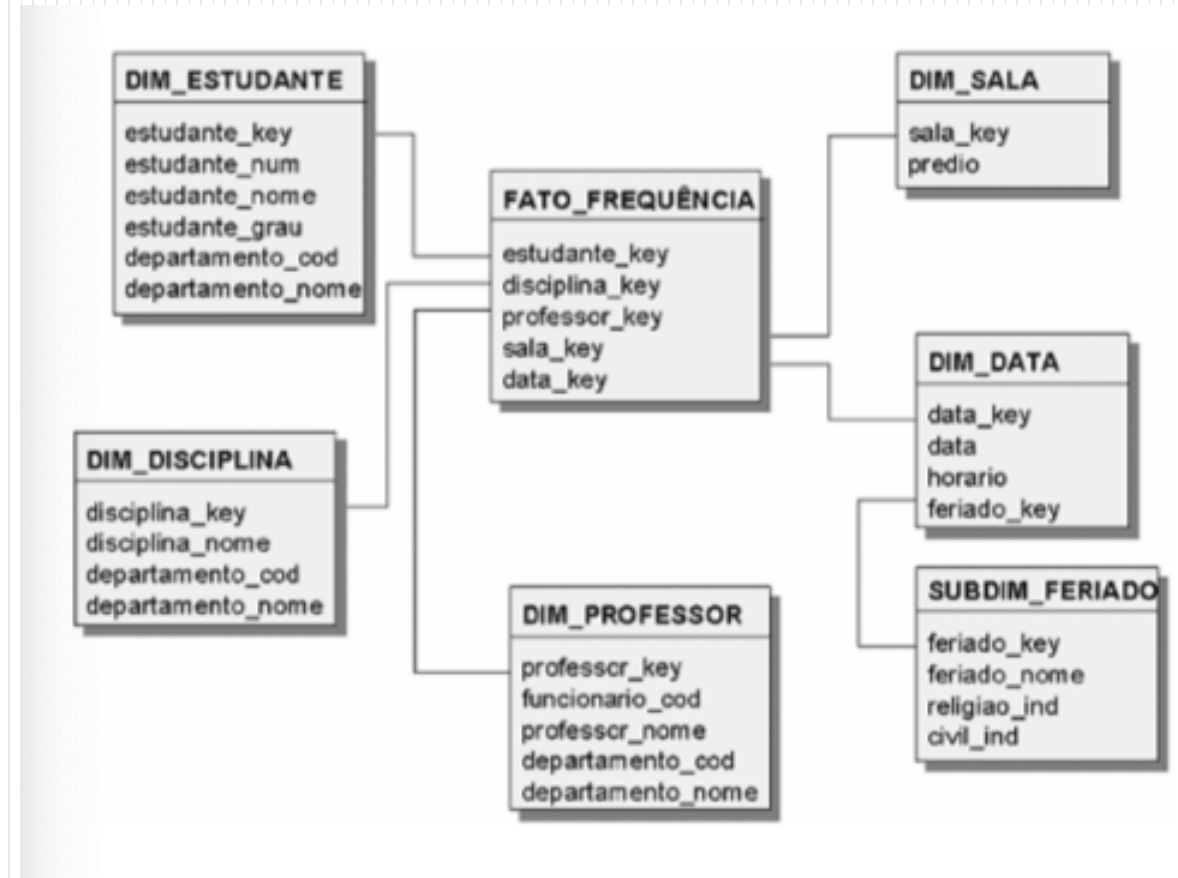 DIM_ESTUDANTE
estudante_key
estudante_num
estudante_nome
estudante_grau
departamento_cod
departamento_nome
DIM_SALA
sala_key
predio
FATO_FREQUÊNCIA
estudante_key
disciplina_key
professor_key
sala_key
data_key
DIM_DATA
data_key
data
horario
feriado_key
DIM_DISCIPLINA
disciplina_key
disciplina_nome
departamento_cod
departamento_nome
DIM_PROFESSOR
professcr_key
funcionario_cod
professcr_nome
departamento_cod
departamento_nome
SUBDIM_FERIADO
feriado_key
feriado_nome
religiao_ind
civil_ind